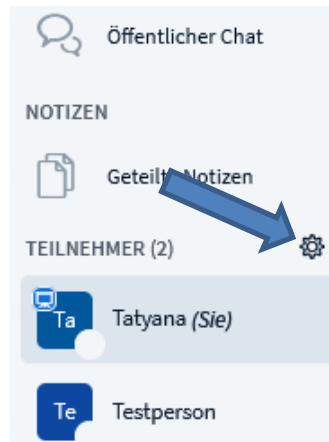 Öffentlicher Chat
NOTIZEN
Geteilte Notizen
TEILNEHMER (2)
Ta Tatyana (Sie)
Te Testperson